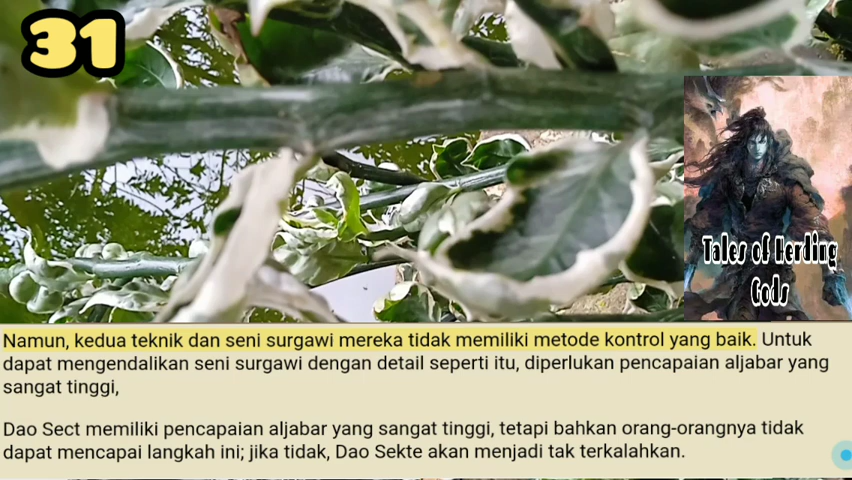 31
Tales of Herding
Gods
Namun, kedua teknik dan seni surgawi mereka tidak memiliki metode kontrol yang baik. Untuk
dapat mengendalikan seni surgawi dengan detail seperti itu, diperlukan pencapaian aljabar yang
sangat tinggi,
Dao Sect memiliki pencapaian aljabar yang sangat tinggi, tetapi bahkan orang-orangnya tidak
dapat mencapai langkah ini; jika tidak, Dao Sekte akan menjadi tak terkalahkan.